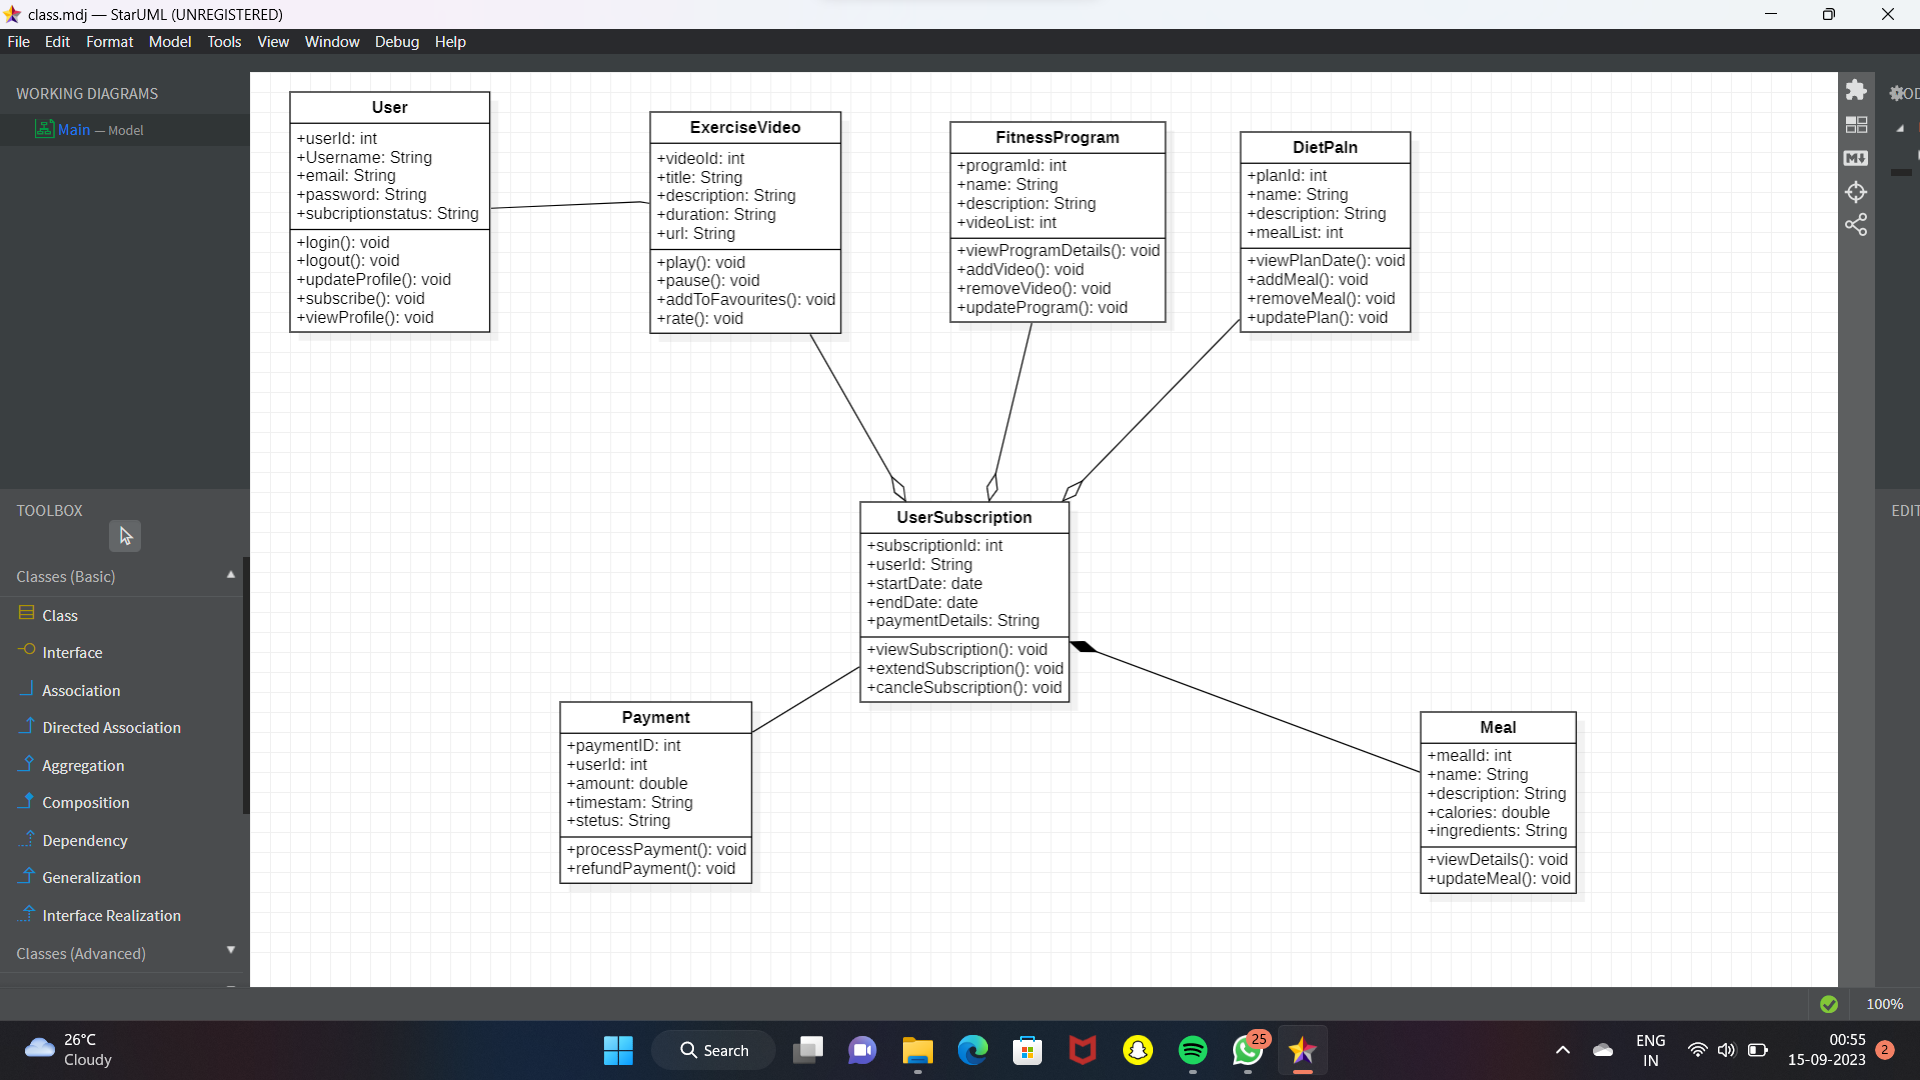 class.mdj — StarUML (UNREGISTERED)
File Edit Format Model Tools View Window Debug Help
WORKING DIAGRAMS
Main — Model
TOOLBOX
Classes (Basic)
Class
Interface
Association
Directed Association
Aggregation
Composition
Dependency
Generalization
Interface Realization
Classes (Advanced)
User
+userId: int
+Username: String
+email: String
+password: String
+subcriptionstatus: String
+login(): void
+logout(): void
+updateProfile(): void
+subscribe(): void
+viewProfile(): void
ExerciseVideo
+videoId: int
+title: String
+description: String
+duration: String
+url: String
+play(): void
+pause(): void
+addToFavourites(): void
+rate(): void
FitnessProgram
+programId: int
+name: String
+description: String
+videoList: int
+viewProgramDetails(): void
+addVideo(): void
+removeVideo(): void
+updateProgram(): void
DietPaln
+planId: int
+name: String
+description: String
+mealList: int
+viewPlanDate(): void
+addMeal(): void
+removeMeal(): void
+updatePlan(): void
UserSubscription
+subscriptionId: int
+userId: String
+startDate: date
+endDate: date
+paymentDetails: String
+viewSubscription(): void
+extendSubscription(): void
+cancleSubscription(): void
Payment
+paymentID: int
+userId: int
+amount: double
+timestam: String
+stetus: String
+processPayment(): void
+refundPayment(): void
Meal
+mealId: int
+name: String
+description: String
+calories: double
+ingredients: String
+viewDetails(): void
+updateMeal(): void
M
OD
EDIT
100%
26°C
Cloudy
Search
25
ENG
IN
00:55
15-09-2023
2